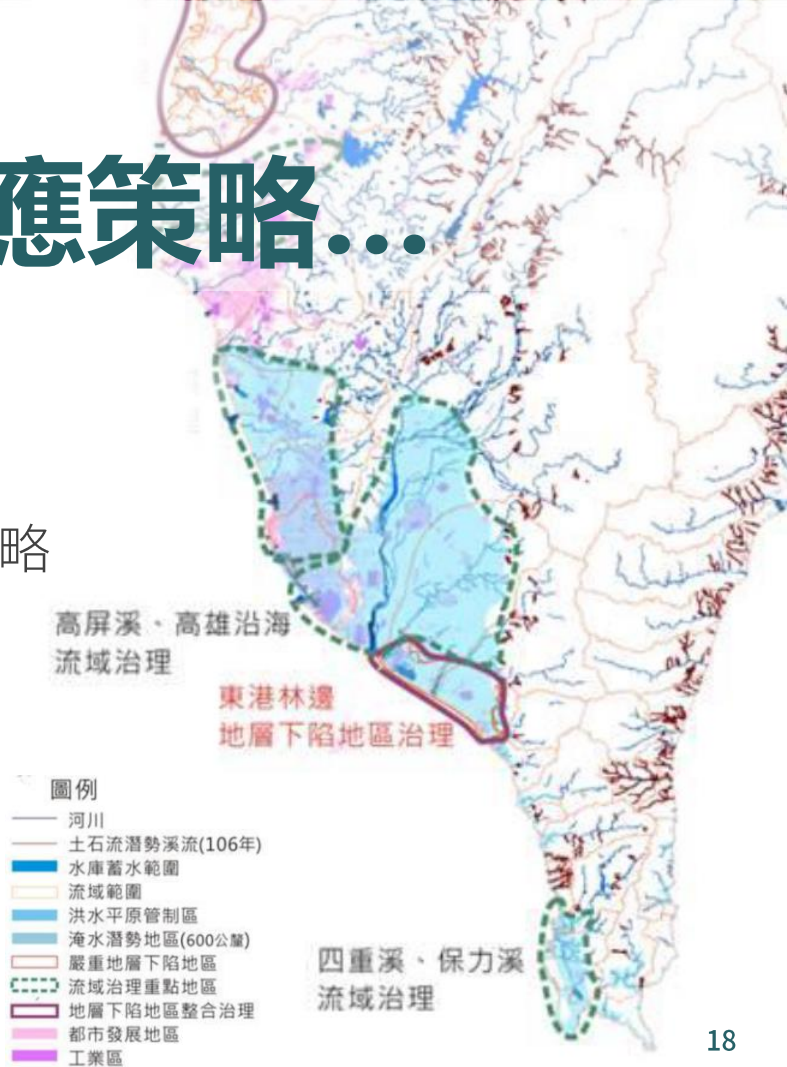 應策略...
略
高屏溪、高雄沿海
流域治理
東港林邊
地層下陷地區治理
圖例
河川
土石流潛勢溪流(106年)
水庫蓄水範圍
流域範圍
洪水平原管制區
淹水潛勢地區(600公釐)
嚴重地層下陷地區
流域治理重點地區
地層下陷地區整合治理
都市發展地區
工業區
四重溪、保力溪
流域治理
18